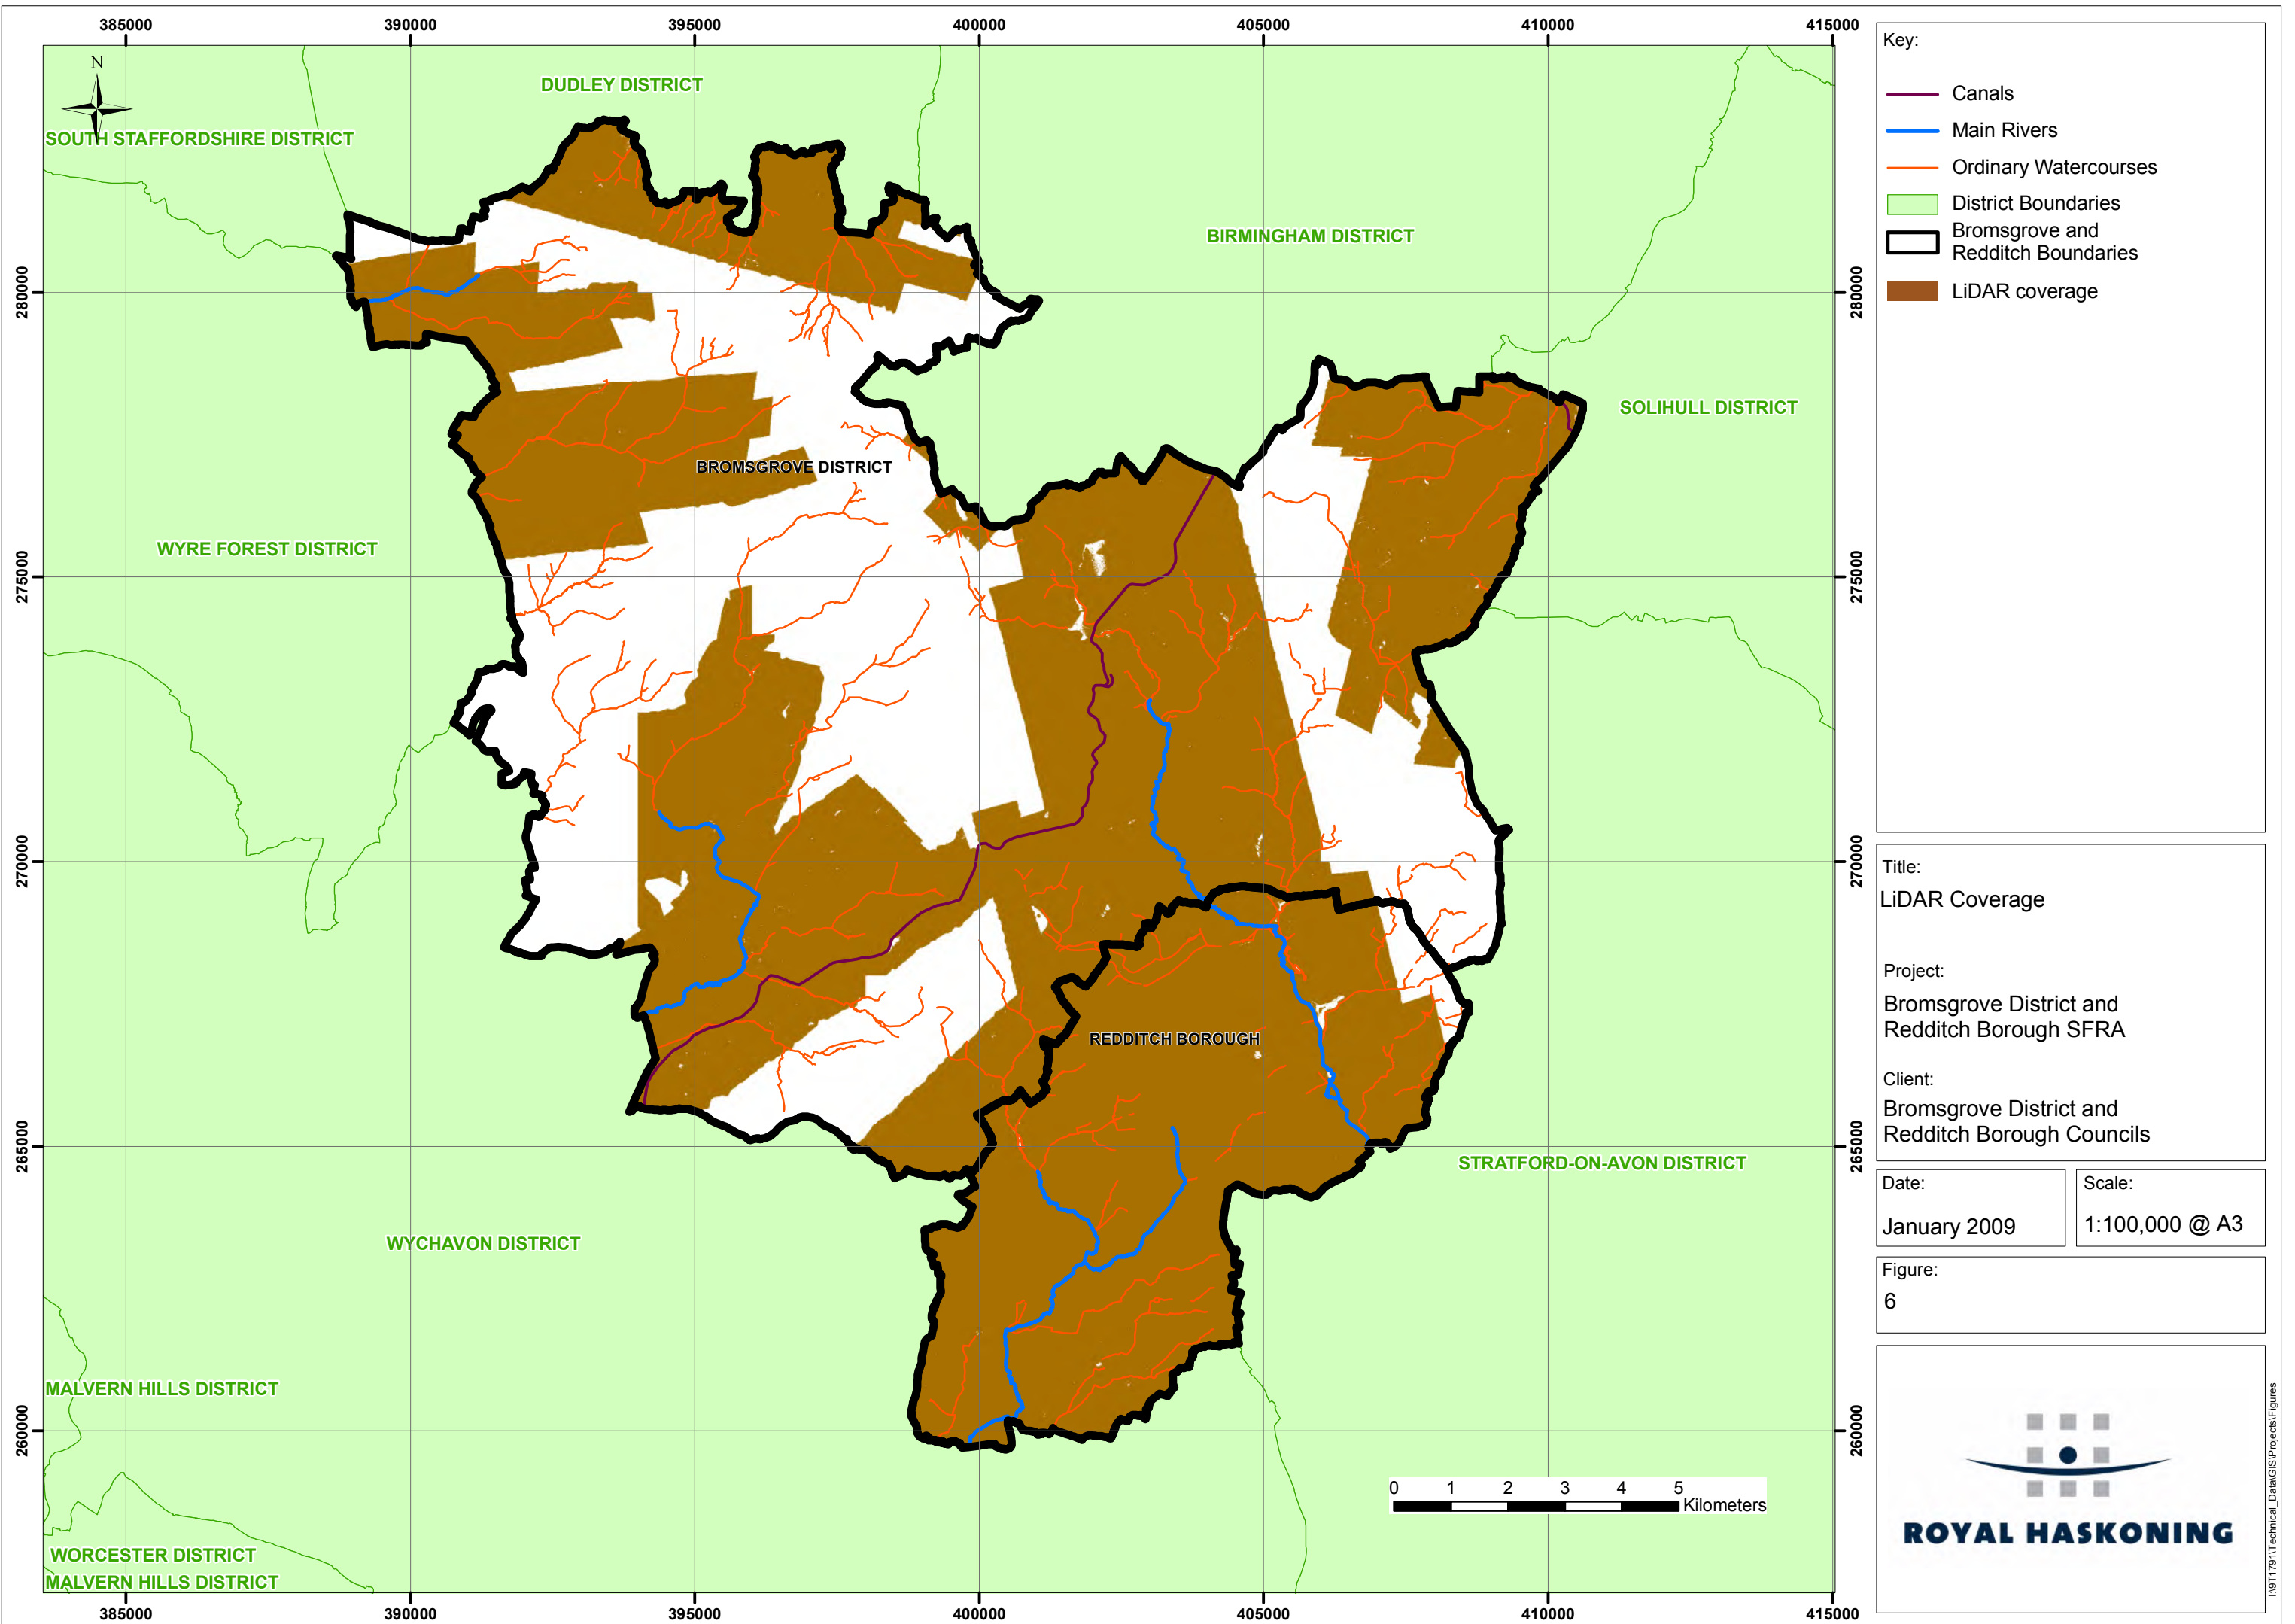 385000
390000
395000
400000
405000
410000
415000
N
DUDLEY DISTRICT
SOUTH STAFFORDSHIRE DISTRICT
BIRMINGHAM DISTRICT
280000
280000
SOLIHULL DISTRICT
BROMSGROVE DISTRICT
WYRE FOREST DISTRICT
275000
275000
270000
270000
REDDITCH BOROUGH
265000
265000
STRATFORD-ON-AVON DISTRICT
WYCHAVON DISTRICT
MALVERN HILLS DISTRICT
260000
260000
0 1 2 3 4 5
Kilometers
WORCESTER DISTRICT
MALVERN HILLS DISTRICT
385000
390000
395000
400000
405000
410000
415000
Key:
Canals
Main Rivers
Ordinary Watercourses
District Boundaries
Bromsgrove and
Redditch Boundaries
LiDAR coverage
Title:
LiDAR Coverage
Project:
Bromsgrove District and
Redditch Borough SFRA
Client:
Bromsgrove District and
Redditch Borough Councils
Date:
January 2009
Scale:
1:100,000 @ A3
Figure:
6
ROYAL HASKONING
I:\9T1791\Technical_Data\GIS\Projects\Figures